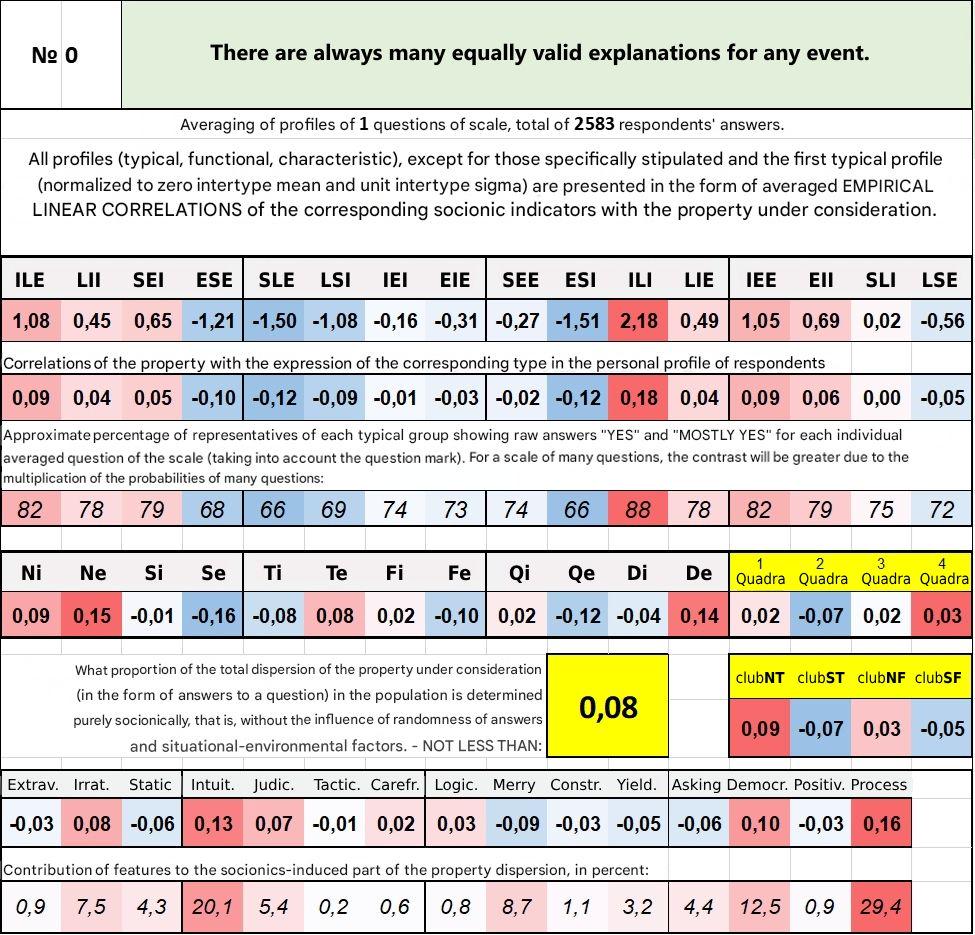 № 0
There are always many equally valid explanations for any event.
Averaging of profiles of 1 questions of scale, total of 2583 respondents' answers.
All profiles (typical, functional, characteristic), except for those specifically stipulated and the first typical profile
(normalized to zero intertype mean and unit intertype sigma) are presented in the form of averaged EMPIRICAL
LINEAR CORRELATIONS of the corresponding socionic indicators with the property under consideration.
ILE LII SEI ESE SLE LSI IEI EIE SEE ESI ILI LIE IEE EII SLI LSE
1,08 0,45 0,65 -1,21 -1,50 -1,08 -0,16 -0,31 -0,27 -1,51 2,18 0,49 1,05 0,69 0,02 -0,56
Correlations of the property with the expression of the corresponding type in the personal profile of respondents
0,09 0,04 0,05 -0,10 -0,12 -0,09 -0,01 -0,03 -0,02 -0,12 0,18 0,04 0,09 0,06 0,00 -0,05
Approximate percentage of representatives of each typical group showing raw answers "YES" and "MOSTLY YES" for each individual
averaged question of the scale (taking into account the question mark). For a scale of many questions, the contrast will be greater due to the
multiplication of the probabilities of many questions:
82 78 79 68 66 69 74 73 74 66 88 78 82 79 75 72
Ni Ne Si Se Ti Te Fi Fe Qi Qe Di De 1 Quadra 2 Quadra 3 Quadra 4 Quadra
0,09 0,15 -0,01 -0,16 -0,08 0,08 0,02 -0,10 0,02 -0,12 -0,04 0,14 0,02 -0,07 0,02 0,03
What proportion of the total dispersion of the property under consideration
(in the form of answers to a question) in the population is determined
purely socionically, that is, without the influence of randomness of answers
and situational-environmental factors. - NOT LESS THAN:
0,08
clubNT clubST clubNF clubSF
0,09 -0,07 0,03 -0,05
Extrav. Irrat. Static Intuit. Judic. Tactic. Carefr. Logic. Merry Constr. Yield. Asking Democr. Positiv. Process
-0,03 0,08 -0,06 0,13 0,07 -0,01 0,02 0,03 -0,09 -0,03 -0,05 -0,06 0,10 -0,03 0,16
Contribution of features to the socionics-induced part of the property dispersion, in percent:
0,9 7,5 4,3 20,1 5,4 0,2 0,6 0,8 8,7 1,1 3,2 4,4 12,5 0,9 29,4